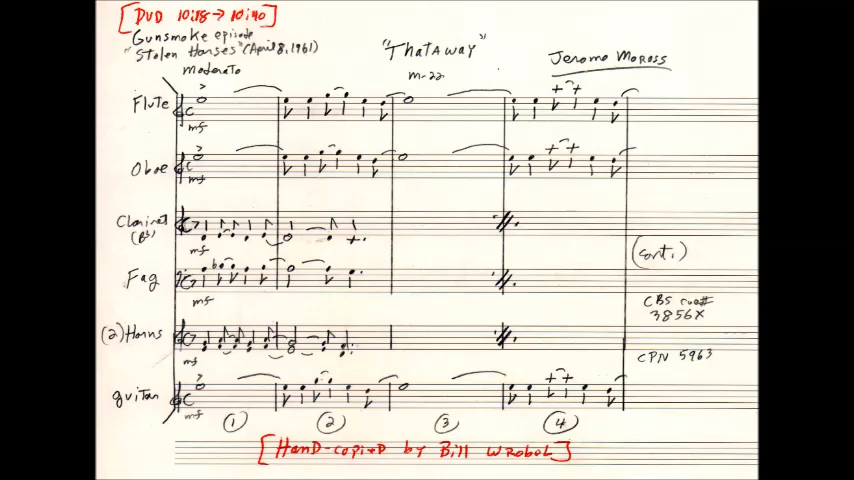 [DVD 10:18→10:40]
Gunsmoke episode
"Stolen Horses" (April 8, 1961)
"Thataway"
Jerome Moross
Moderato
m-22
Flute
mf
Oboe
mf
Clarinet
(Bb)
mf
(cont.)
Fag
mf
CBS cue#
3856X
(2) Horns
mf
CPN 5963
guitar
mf
1 2 3 4
[Hand-copied by Bill Wrobel]